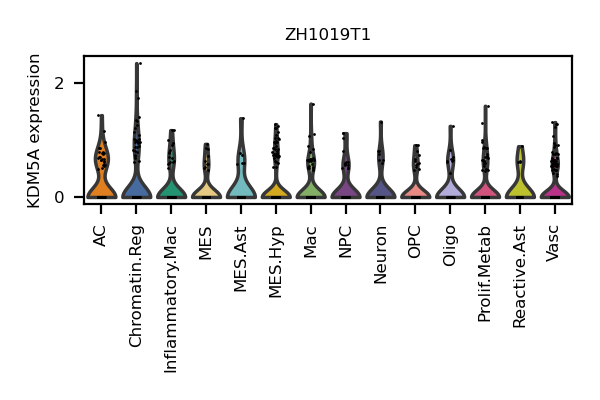 ZH1019T1
KDM5A expression
2
0
AC
Chromatin.Reg
Inflammatory.Mac
MES
MES.Ast
MES.Hyp
Mac
NPC
Neuron
OPC
Oligo
Prolif.Metab
Reactive.Ast
Vasc